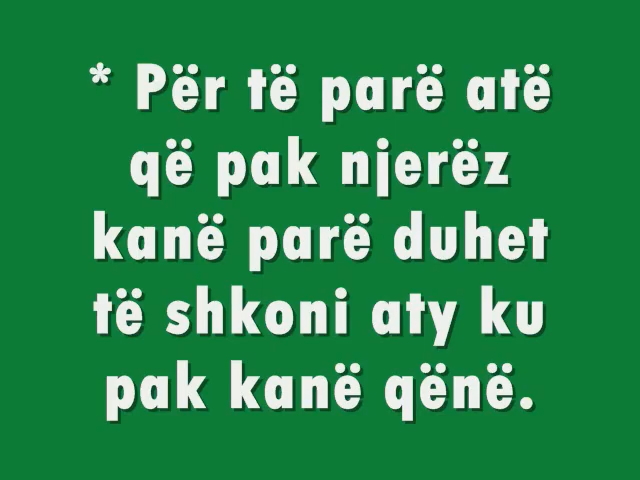 * Për të parë atë
që pak njerëz
kanë parë duhet
të shkoni aty ku
pak kanë qënë.